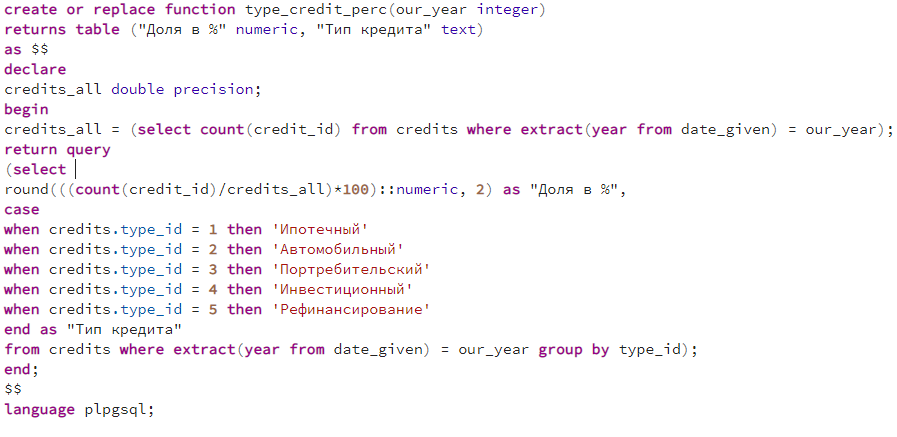 create or replace function type_credit_perc(our_year integer)
returns table ("Доля в %" numeric, "Тип кредита" text)
as $$
declare
credits_all double precision;
begin
credits_all = (select count(credit_id) from credits where extract(year from date_given) = our_year);
return query
(select
round(((count(credit_id)/credits_all)*100)::numeric, 2) as "Доля в %",
case
when credits.type_id = 1 then 'Ипотечный'
when credits.type_id = 2 then 'Автомобильный'
when credits.type_id = 3 then 'Портребительский'
when credits.type_id = 4 then 'Инвестиционный'
when credits.type_id = 5 then 'Рефинансирование'
end as "Тип кредита"
from credits where extract(year from date_given) = our_year group by type_id);
end;
$$
language plpgsql;